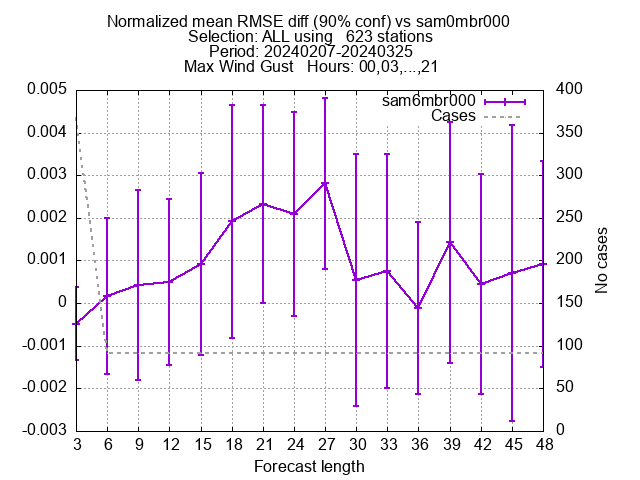 Normalized mean RMSE diff (90% conf) vs sam0mbr000
Selection: ALL using   623 stations
Period: 20240207-20240325
Max Wind Gust   Hours: 00,03,...,21
sam6mbr000
Cases
0.005
0.004
0.003
0.002
0.001
0
-0.001
-0.002
-0.003
400
350
300
250
200
150
100
50
0
No cases
3 6 9 12 15 18 21 24 27 30 33 36 39 42 45 48
Forecast length